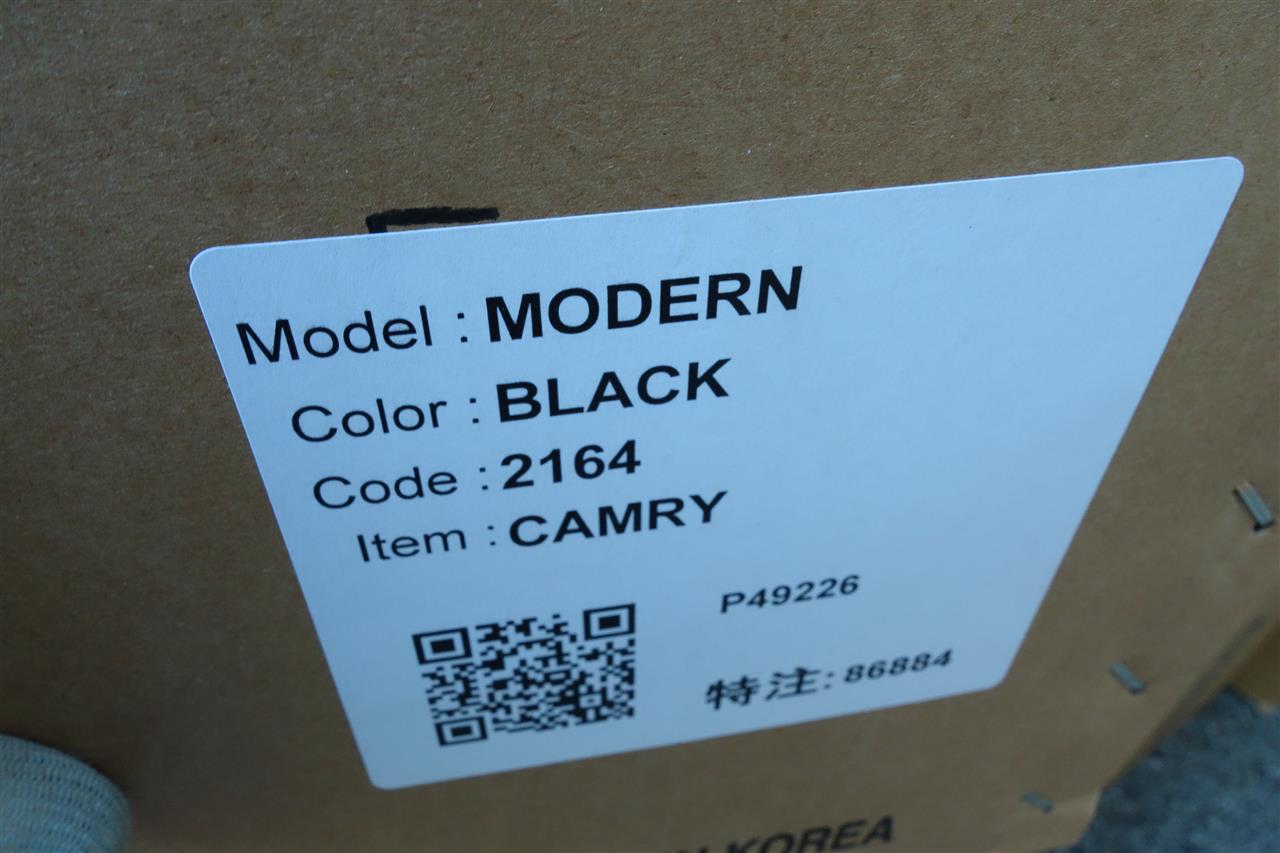 Model : MODERN
Color : BLACK
Code : 2164
Item : CAMRY
P49226
特注: 86884
KOREA